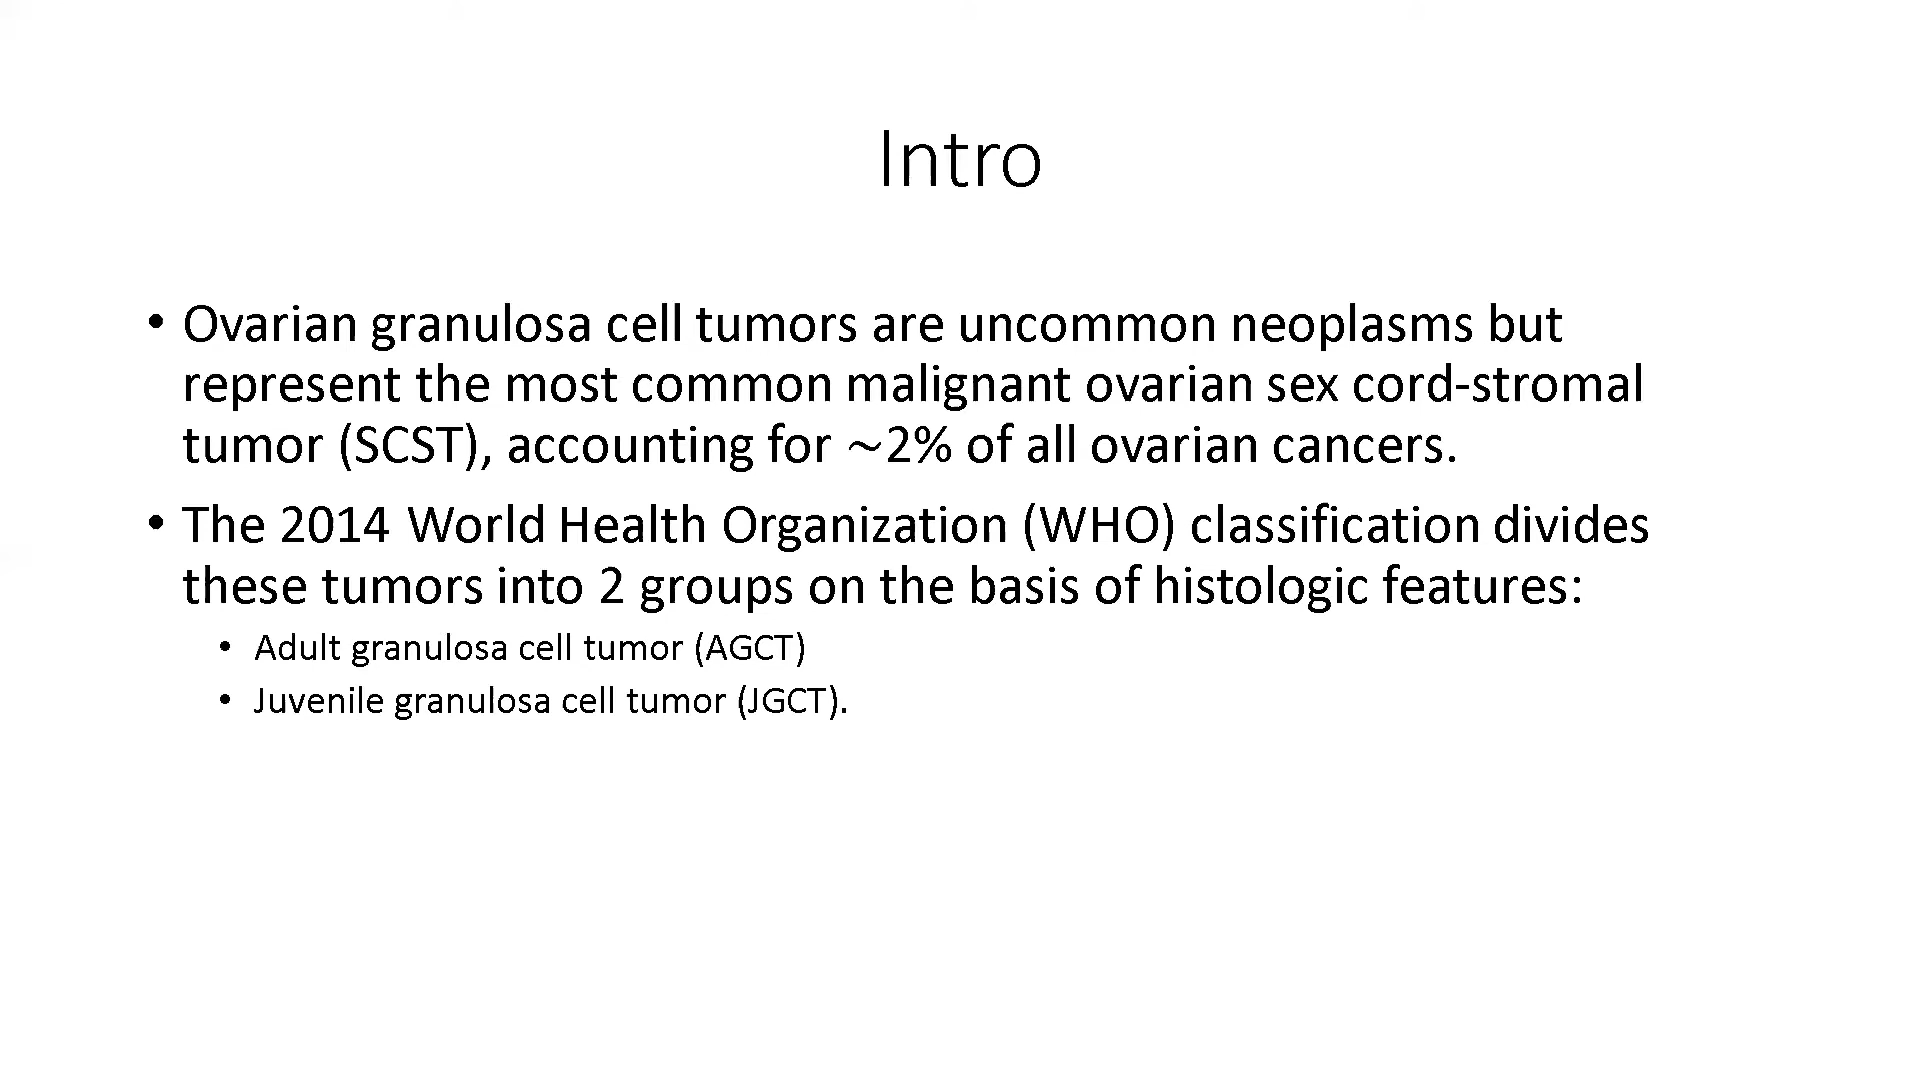 Intro
• Ovarian granulosa cell tumors are uncommon neoplasms but
represent the most common malignant ovarian sex cord-stromal
tumor (SCST), accounting for ~2% of all ovarian cancers.
• The 2014 World Health Organization (WHO) classification divides
these tumors into 2 groups on the basis of histologic features:
• Adult granulosa cell tumor (AGCT)
• Juvenile granulosa cell tumor (JGCT).